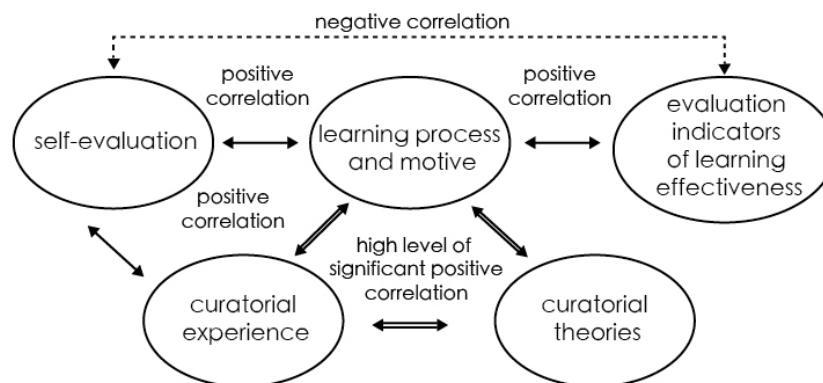 negative correlation
positive
correlation
positive
correlation
self-evaluation
learning process
and motive
evaluation
indicators
of learning
effectiveness
positive
correlation
high level of
significant positive
correlation
curatorial
experience
curatorial
theories